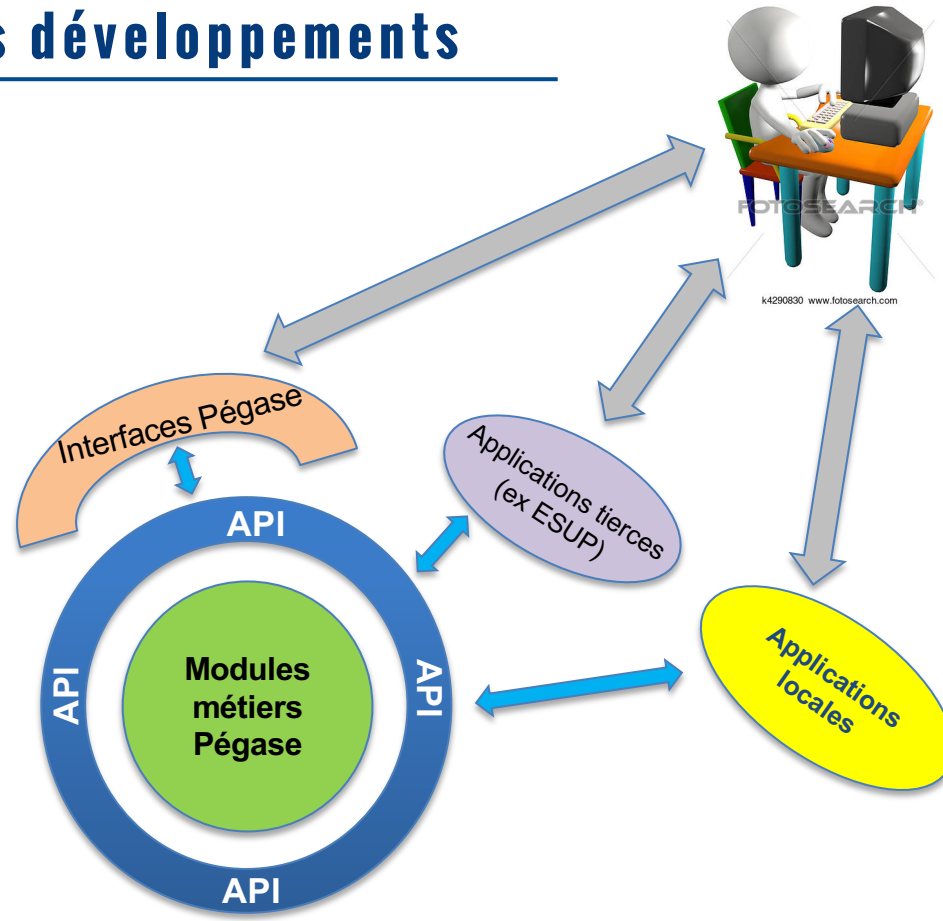 s développements
FOTOSEARCH
k4290830 www.fotosearch.com
Interfaces Pégase
Applications tierces
(ex ESUP)
API
Modules
métiers
Pégase
API
API
Applications
locales
API